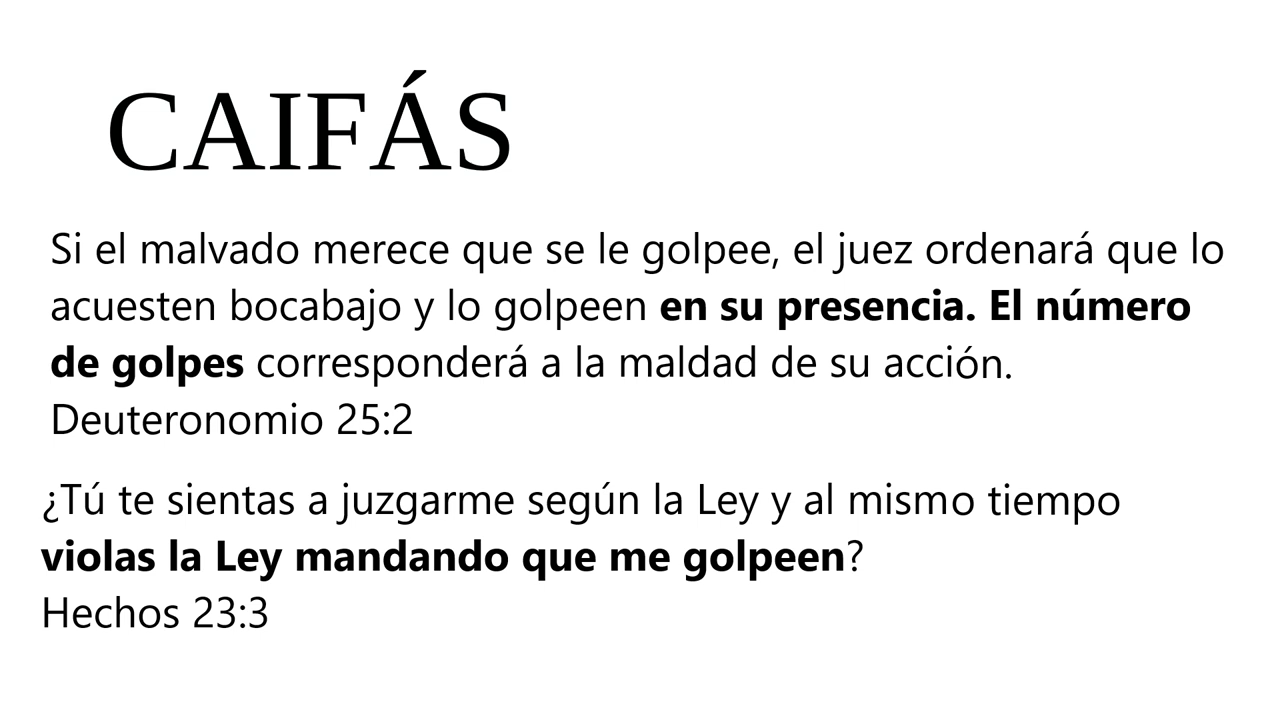 CAIFÁS
Si el malvado merece que se le golpee, el juez ordenará que lo
acuesten bocabajo y lo golpeen en su presencia. El número
de golpes corresponderá a la maldad de su acción.
Deuteronomio 25:2
¿Tú te sientas a juzgarme según la Ley y al mismo tiempo
violas la Ley mandando que me golpeen?
Hechos 23:3